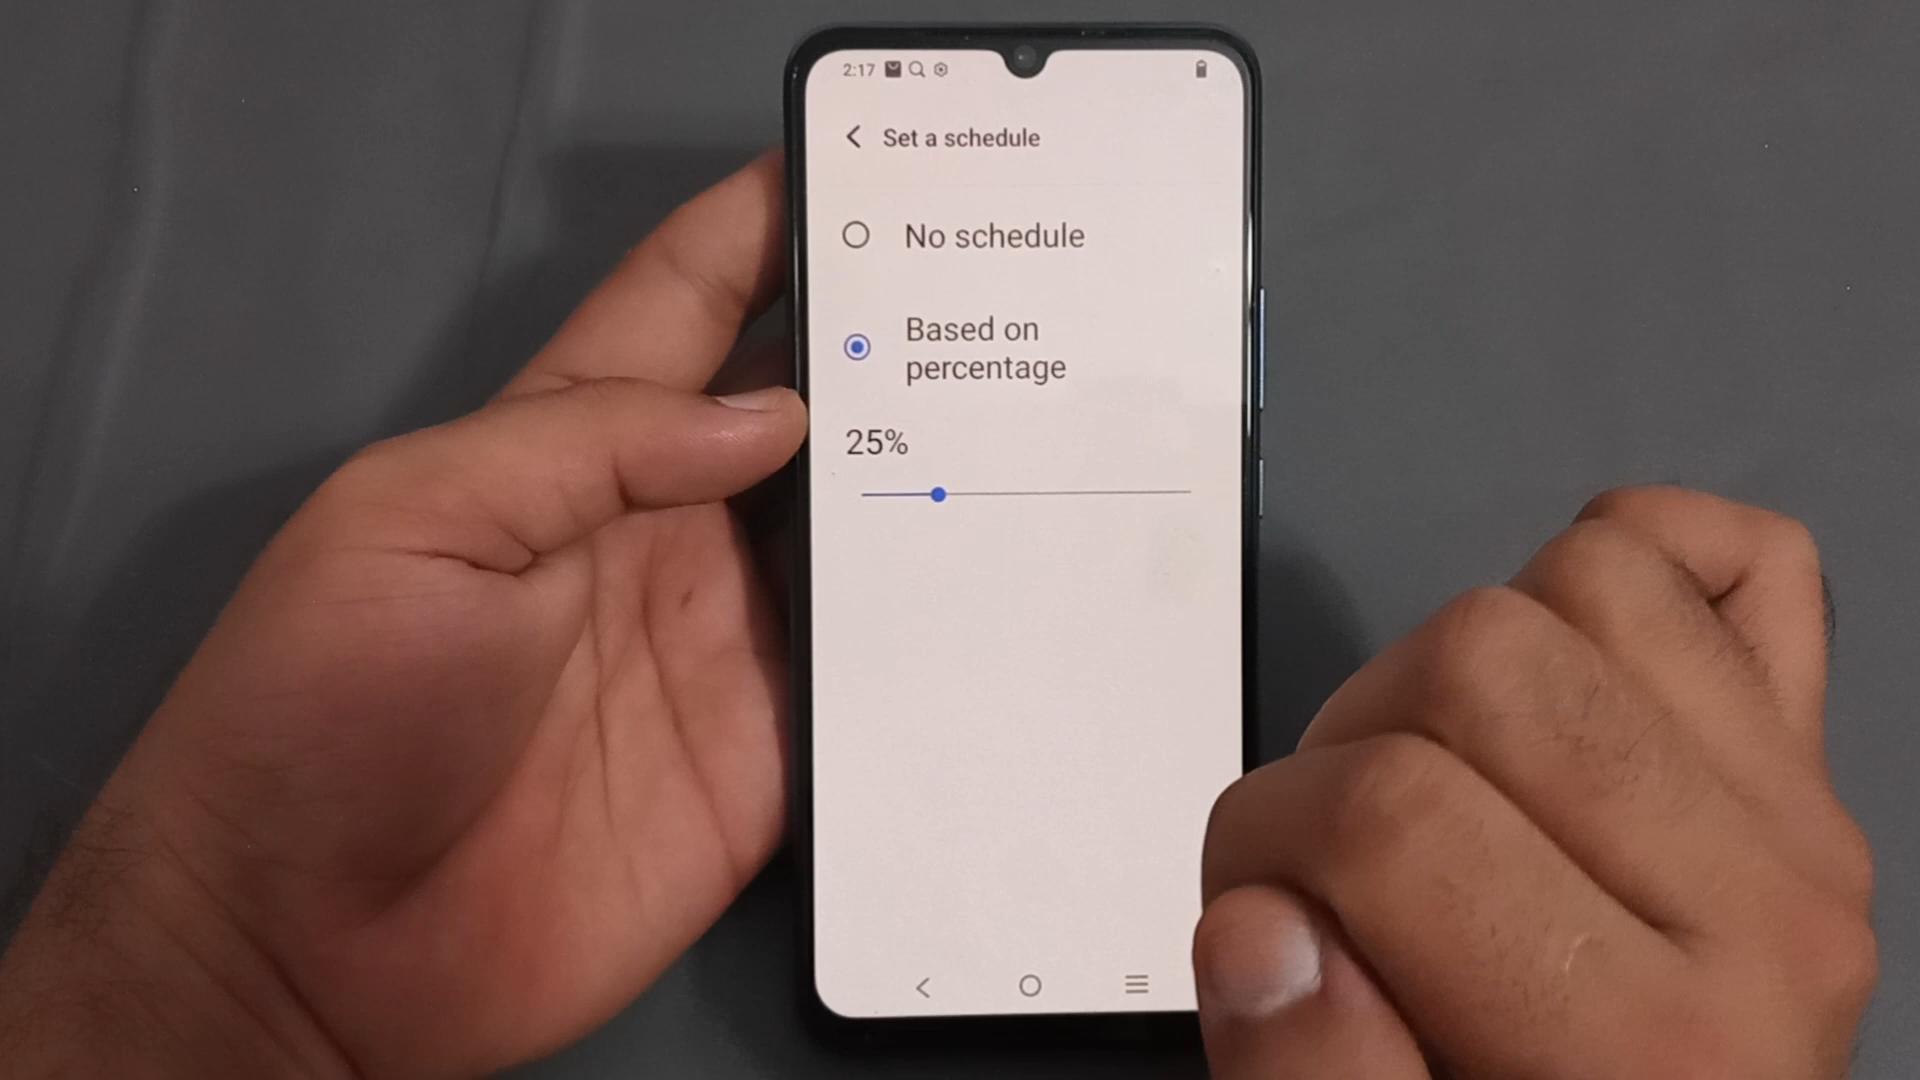 2:17
Set a schedule
No schedule
Based on
percentage
25%